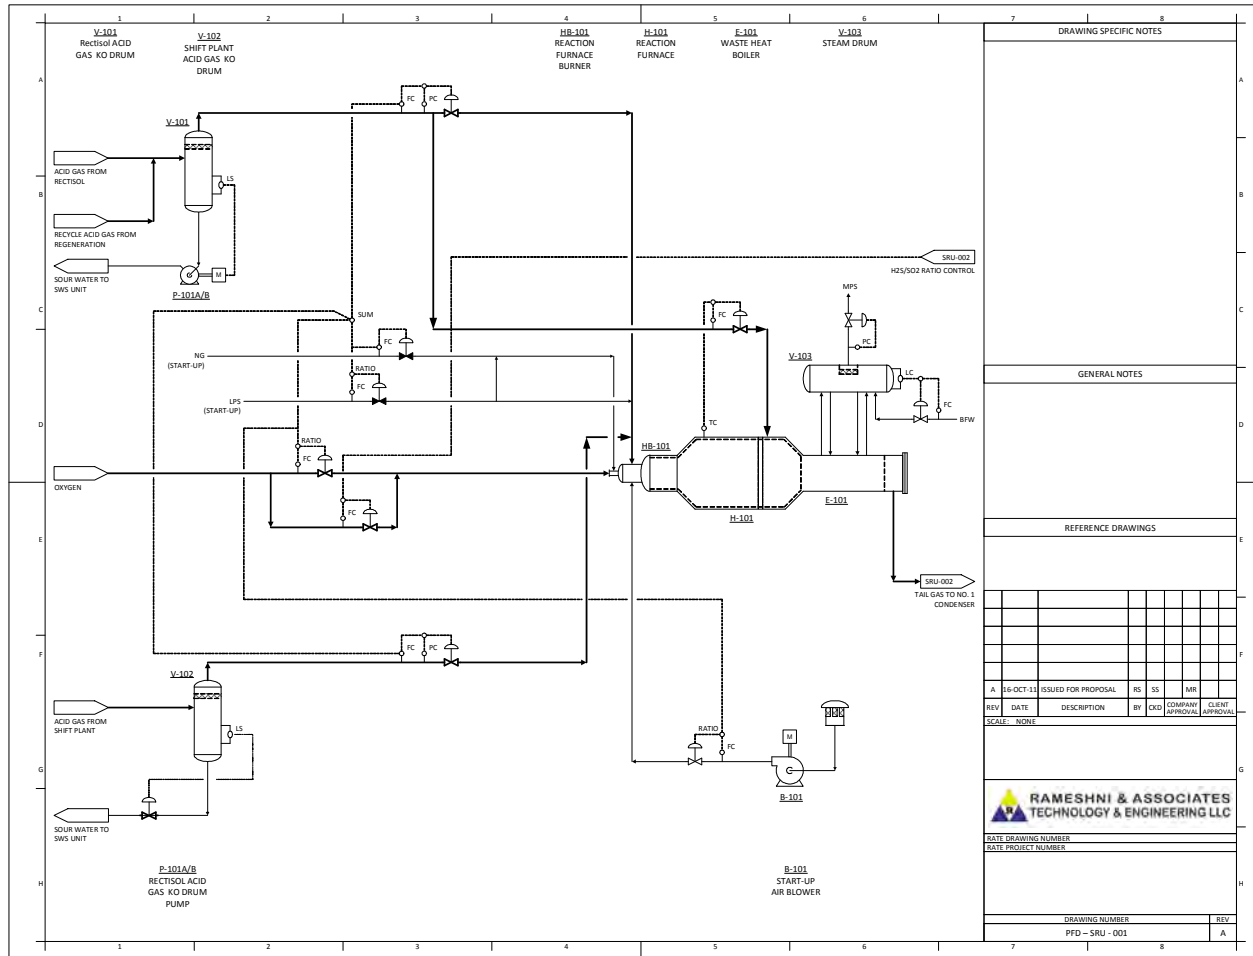 1 2 3 4 5 6 7 8
V-101
Rectisol ACID
GAS KO DRUM
V-102
SHIFT PLANT
ACID GAS KO
DRUM
HB-101
REACTION
FURNACE
BURNER
H-101
REACTION
FURNACE
E-101
WASTE HEAT
BOILER
V-103
STEAM DRUM
DRAWING SPECIFIC NOTES
A
A
FC
PC
V-101
ACID GAS FROM
RECTISOL
LS
B
B
RECYCLE ACID GAS FROM
REGENERATION
SRU-002
H2S/SO2 RATIO CONTROL
SOUR WATER TO
SWS UNIT
M
P-101A/B
MPS
C
C
SUM
FC
FC
PC
NG
(START-UP)
V-103
RATIO
FC
LC
GENERAL NOTES
LPS
(START-UP)
FC
BFW
D
D
TC
RATIO
FC
HB-101
OXYGEN
FC
E-101
H-101
REFERENCE DRAWINGS
E
E
SRU-002
TAIL GAS TO NO. 1
CONDENSER
FC
PC
F
F
V-102
A 16-OCT-11 ISSUED FOR PROPOSAL RS SS MR
REV DATE DESCRIPTION BY CKD COMPANY APPROVAL CLIENT APPROVAL
SCALE: NONE
ACID GAS FROM
SHIFT PLANT
LS
RATIO
FC
M
G
G
B-101
RAMESHNI & ASSOCIATES
TECHNOLOGY & ENGINEERING LLC
SOUR WATER TO
SWS UNIT
RATE DRAWING NUMBER
RATE PROJECT NUMBER
P-101A/B
RECTISOL ACID
GAS KO DRUM
PUMP
B-101
START-UP
AIR BLOWER
H
H
DRAWING NUMBER REV
PFD – SRU - 001 A
1 2 3 4 5 6 7 8